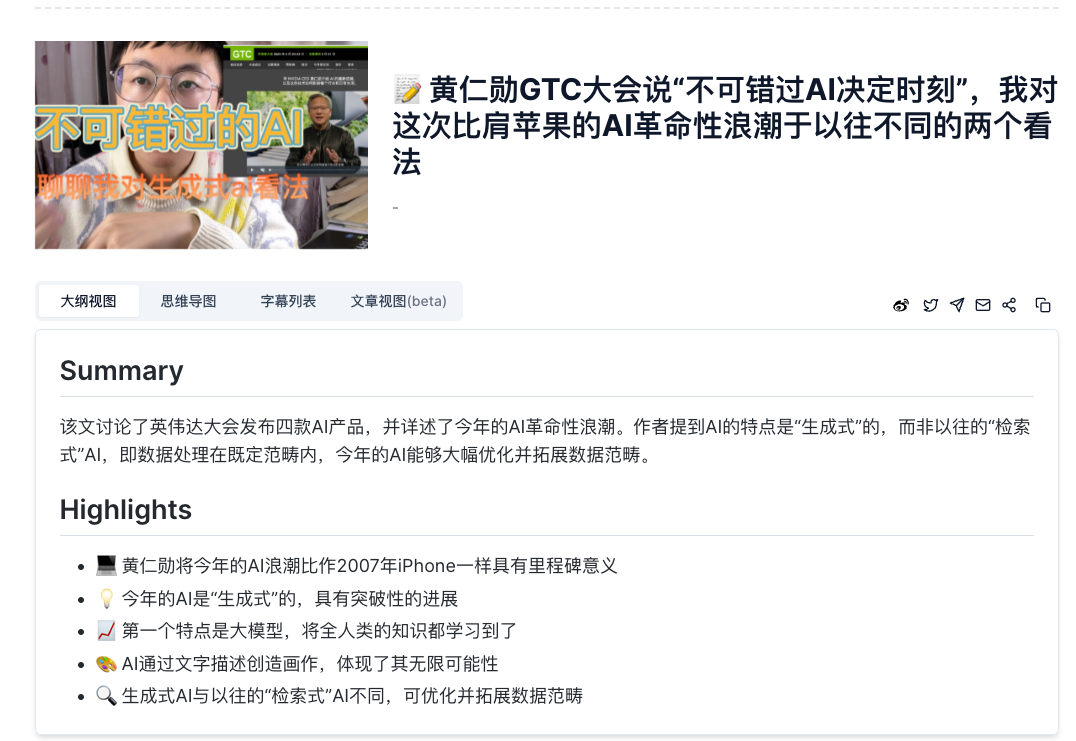 GTC
不可错过的AI
聊聊我对生成式ai看法
📝 黄仁勋GTC大会说“不可错过AI决定时刻”，我对
这次比肩苹果的AI革命性浪潮于以往不同的两个看
法
-
大纲视图 思维导图 字幕列表 文章视图(beta)
Summary
该文讨论了英伟达大会发布四款AI产品，并详述了今年的AI革命性浪潮。作者提到AI的特点是“生成式”的，而非以往的“检索
式”AI，即数据处理在既定范畴内，今年的AI能够大幅优化并拓展数据范畴。
Highlights
• 💻 黄仁勋将今年的AI浪潮比作2007年iPhone一样具有里程碑意义
• 💡 今年的AI是“生成式”的，具有突破性的进展
• 📈 第一个特点是大模型，将全人类的知识都学习到了
• 🎨 AI通过文字描述创造画作，体现了其无限可能性
• 🔍 生成式AI与以往的“检索式”AI不同，可优化并拓展数据范畴